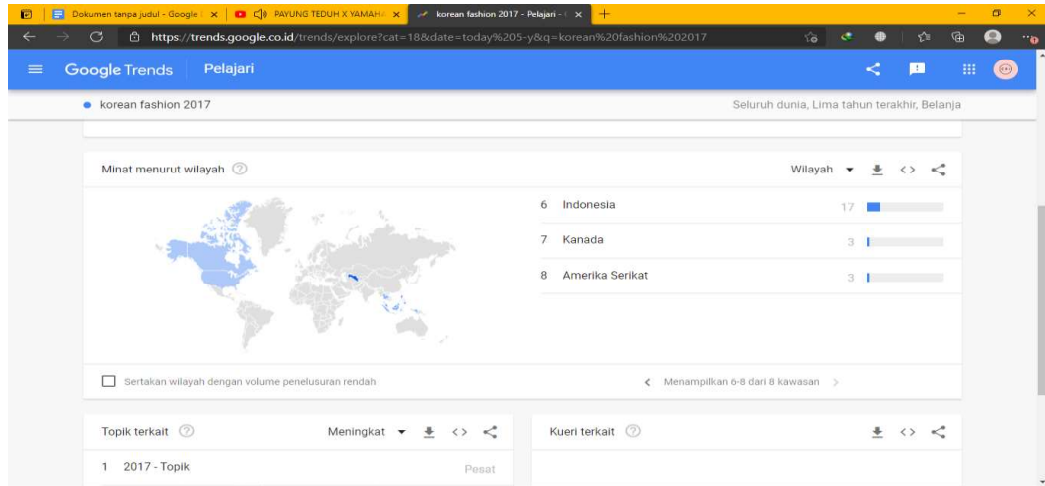 Dokumen tanpa judul - Google
PAYUNG TEDUH X YAMAHA
korean fashion 2017 - Pelajari -
https://trends.google.co.id/trends/explore?cat=18&date=today%205-y&q=korean%20fashion%202017
Google Trends Pelajari
korean fashion 2017 Seluruh dunia, Lima tahun terakhir, Belanja
Minat menurut wilayah Wilayah
6 Indonesia 17
7 Kanada 3
8 Amerika Serikat 3
Sertakan wilayah dengan volume penelusuran rendah Menampilkan 6-8 dari 8 kawasan
Topik terkait Meningkat Kueri terkait
1 2017 - Topik Pesat